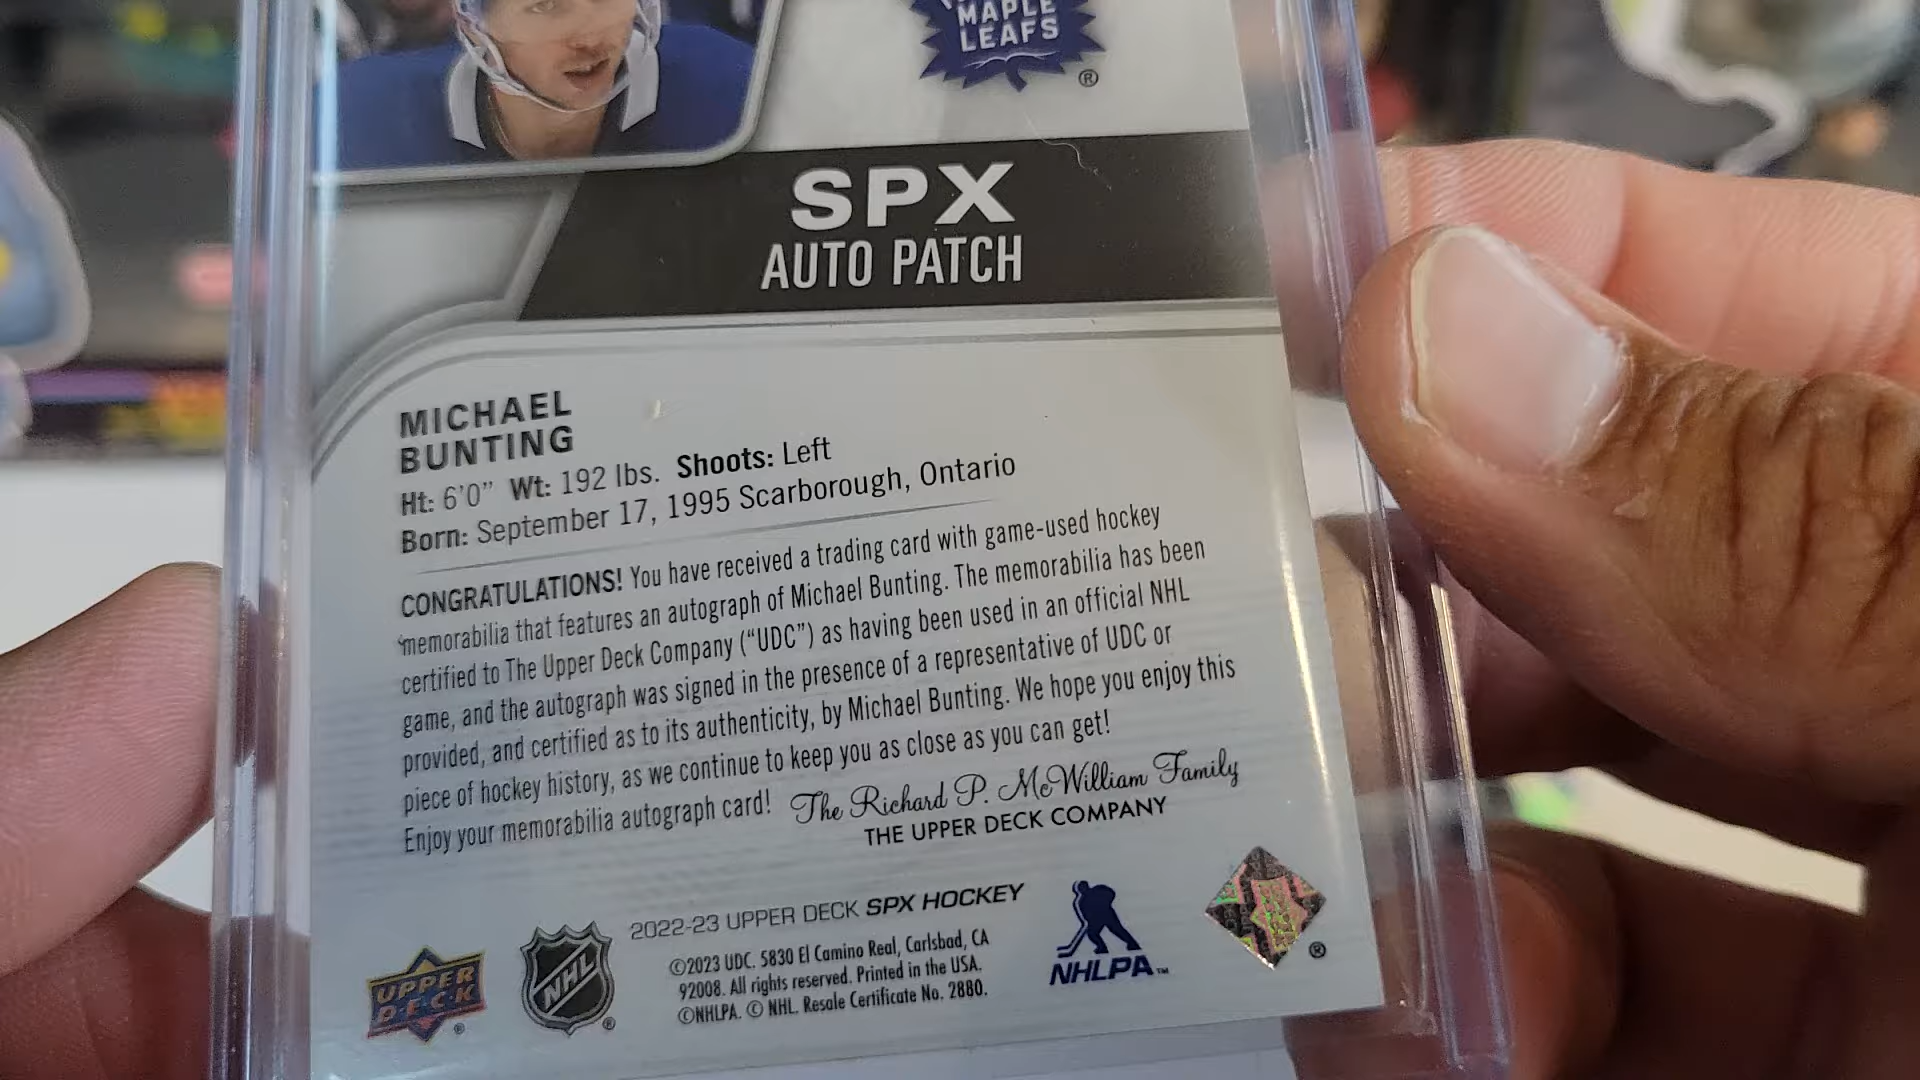 MAPLE
LEAFS
®
SPX
AUTO PATCH
MICHAEL
BUNTING
Ht: 6'0” Wt: 192 lbs. Shoots: Left
Born: September 17, 1995 Scarborough, Ontario
CONGRATULATIONS! You have received a trading card with game-used hockey
memorabilia that features an autograph of Michael Bunting. The memorabilia has been
certified to The Upper Deck Company (“UDC”) as having been used in an official NHL
game, and the autograph was signed in the presence of a representative of UDC or
provided, and certified as to its authenticity, by Michael Bunting. We hope you enjoy this
piece of hockey history, as we continue to keep you as close as you can get!
Enjoy your memorabilia autograph card! The Richard P. McWilliam Family
THE UPPER DECK COMPANY
2022-23 UPPER DECK SPX HOCKEY
©2023 UDC. 5830 El Camino Real, Carlsbad, CA
92008. All rights reserved. Printed in the USA.
©NHLPA. © NHL. Resale Certificate No. 2880.
UPPER
DECK
®
NHL
®
NHLPA™
®